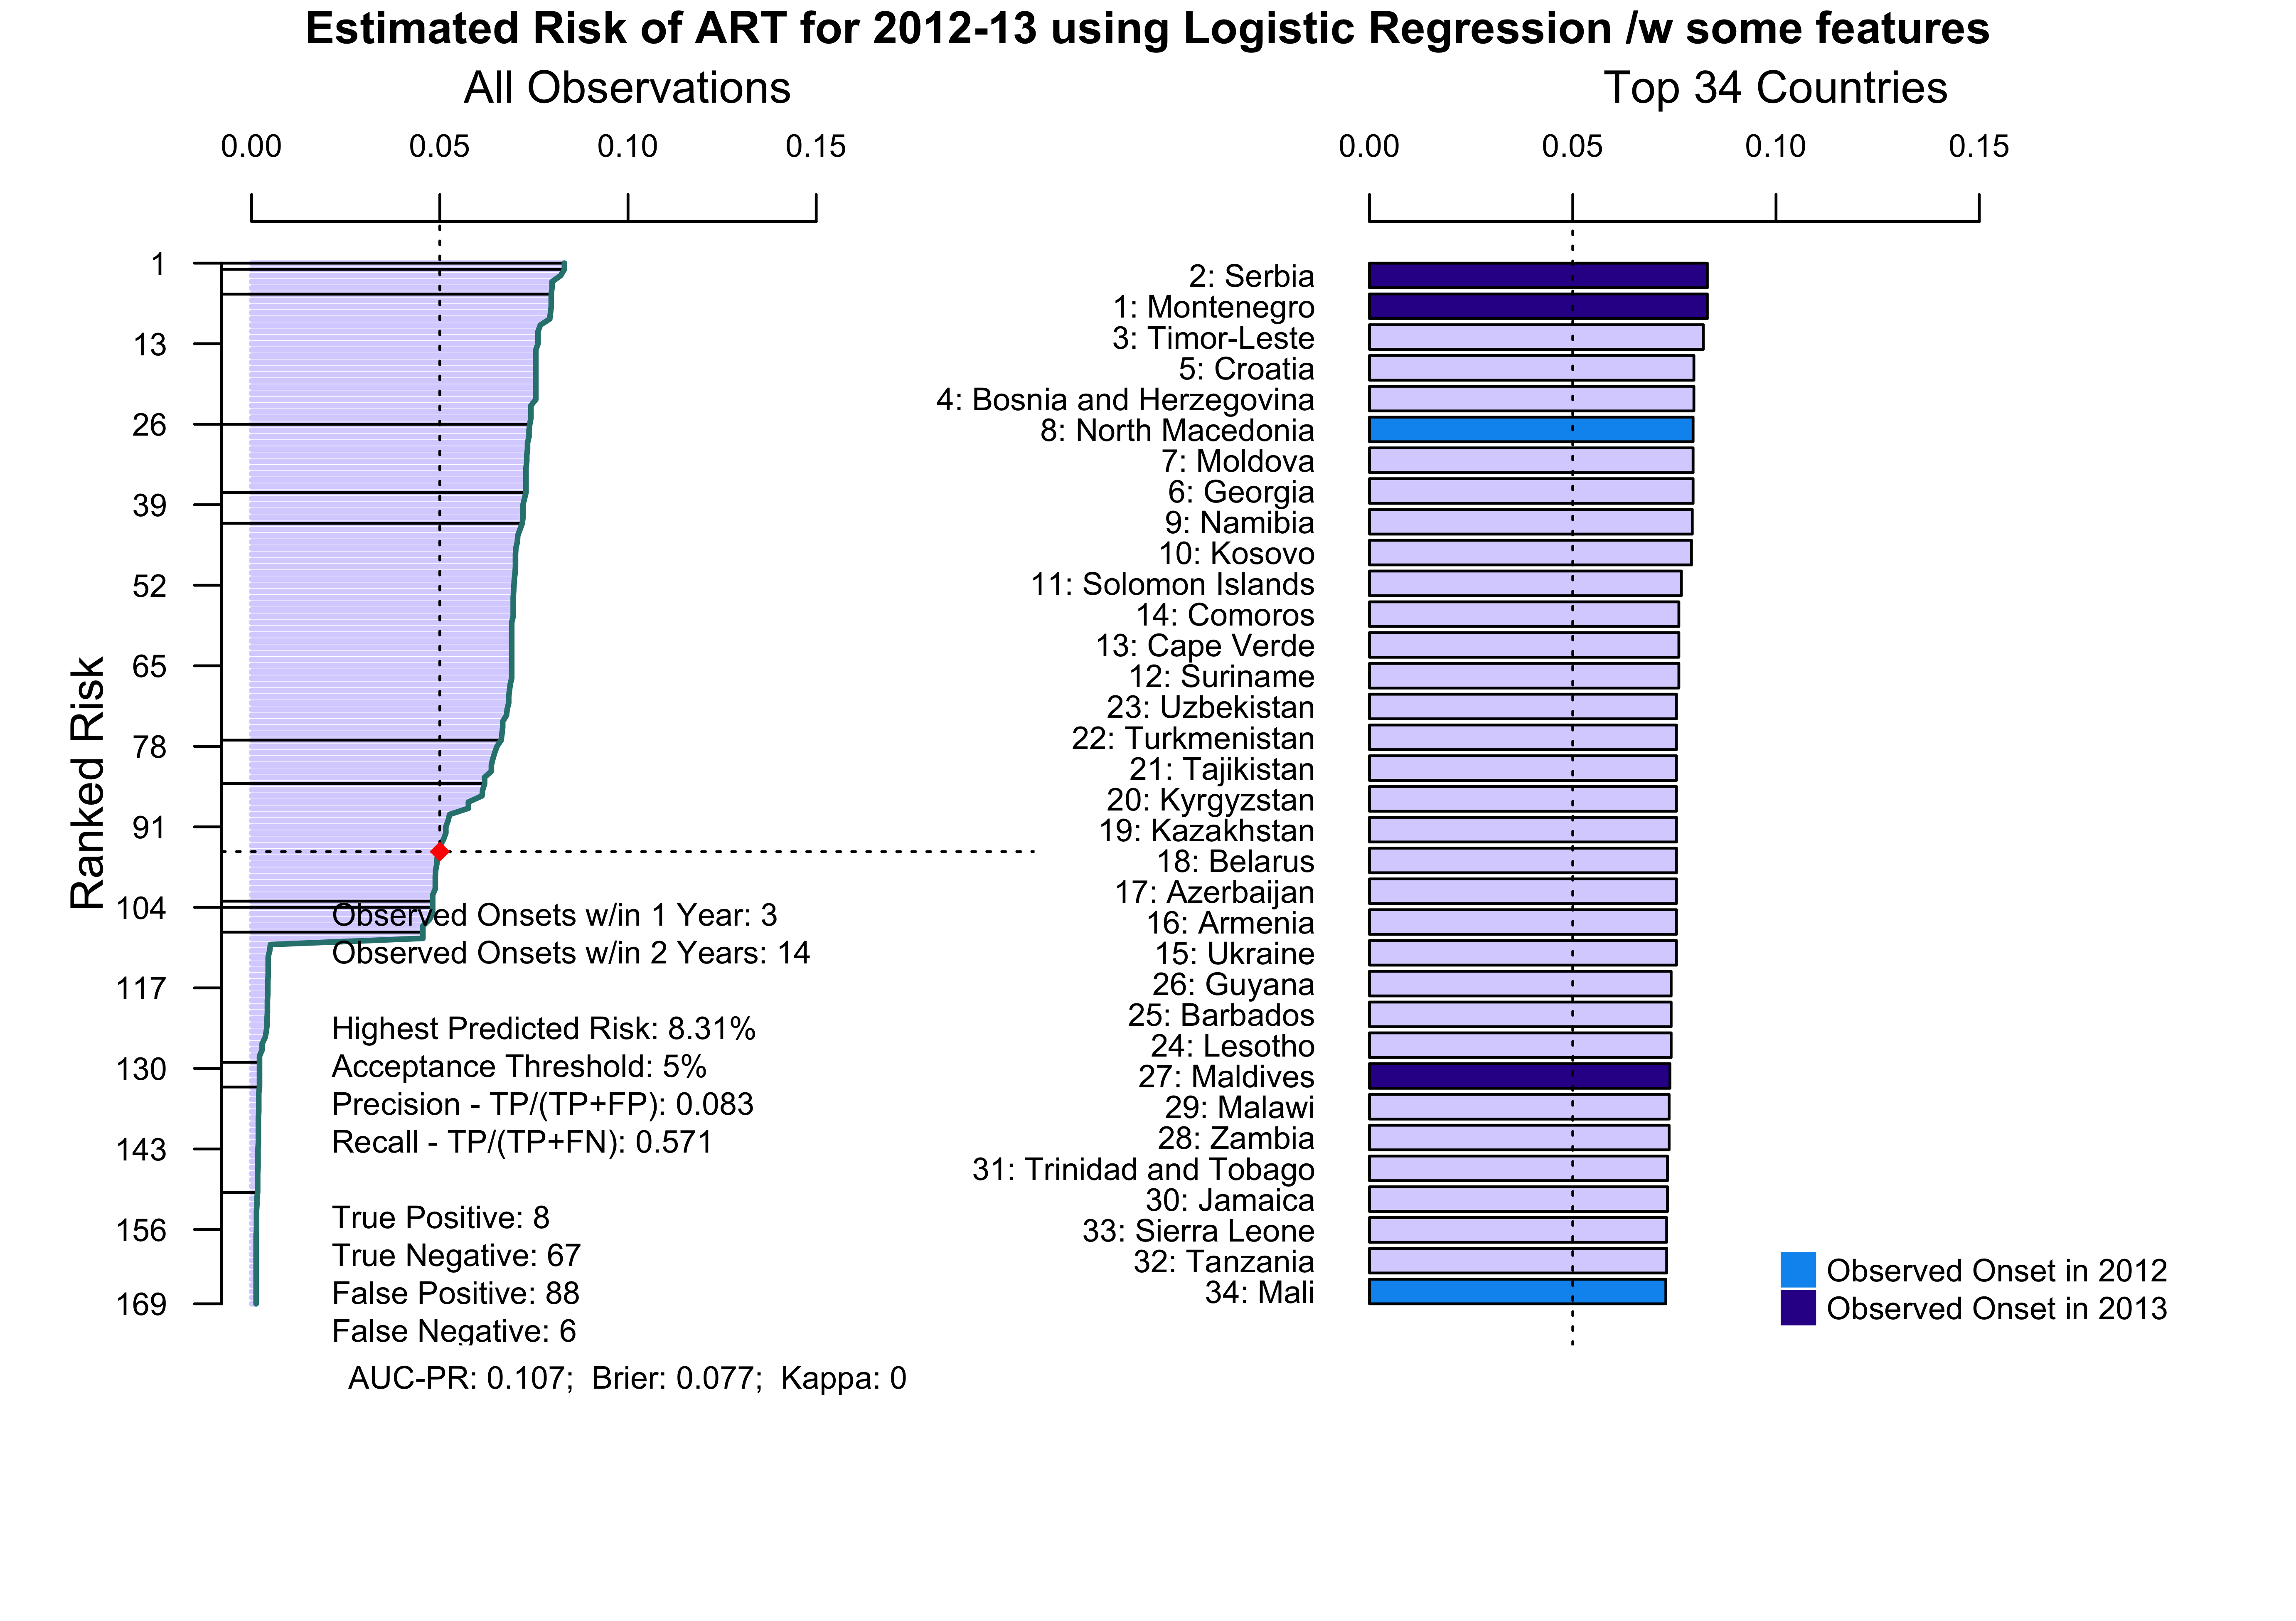 Estimated Risk of ART for 2012-13 using Logistic Regression /w some features
All Observations
0.00 0.05 0.10 0.15
Ranked Risk
1
13
26
39
52
65
78
91
104
117
130
143
156
169
Observed Onsets w/in 1 Year: 3
Observed Onsets w/in 2 Years: 14
Highest Predicted Risk: 8.31%
Acceptance Threshold: 5%
Precision - TP/(TP+FP): 0.083
Recall - TP/(TP+FN): 0.571
True Positive: 8
True Negative: 67
False Positive: 88
False Negative: 6
AUC-PR: 0.107;  Brier: 0.077;  Kappa: 0
Top 34 Countries
0.00 0.05 0.10 0.15
2: Serbia
1: Montenegro
3: Timor-Leste
5: Croatia
4: Bosnia and Herzegovina
8: North Macedonia
7: Moldova
6: Georgia
9: Namibia
10: Kosovo
11: Solomon Islands
14: Comoros
13: Cape Verde
12: Suriname
23: Uzbekistan
22: Turkmenistan
21: Tajikistan
20: Kyrgyzstan
19: Kazakhstan
18: Belarus
17: Azerbaijan
16: Armenia
15: Ukraine
26: Guyana
25: Barbados
24: Lesotho
27: Maldives
29: Malawi
28: Zambia
31: Trinidad and Tobago
30: Jamaica
33: Sierra Leone
32: Tanzania
34: Mali
Observed Onset in 2012
Observed Onset in 2013